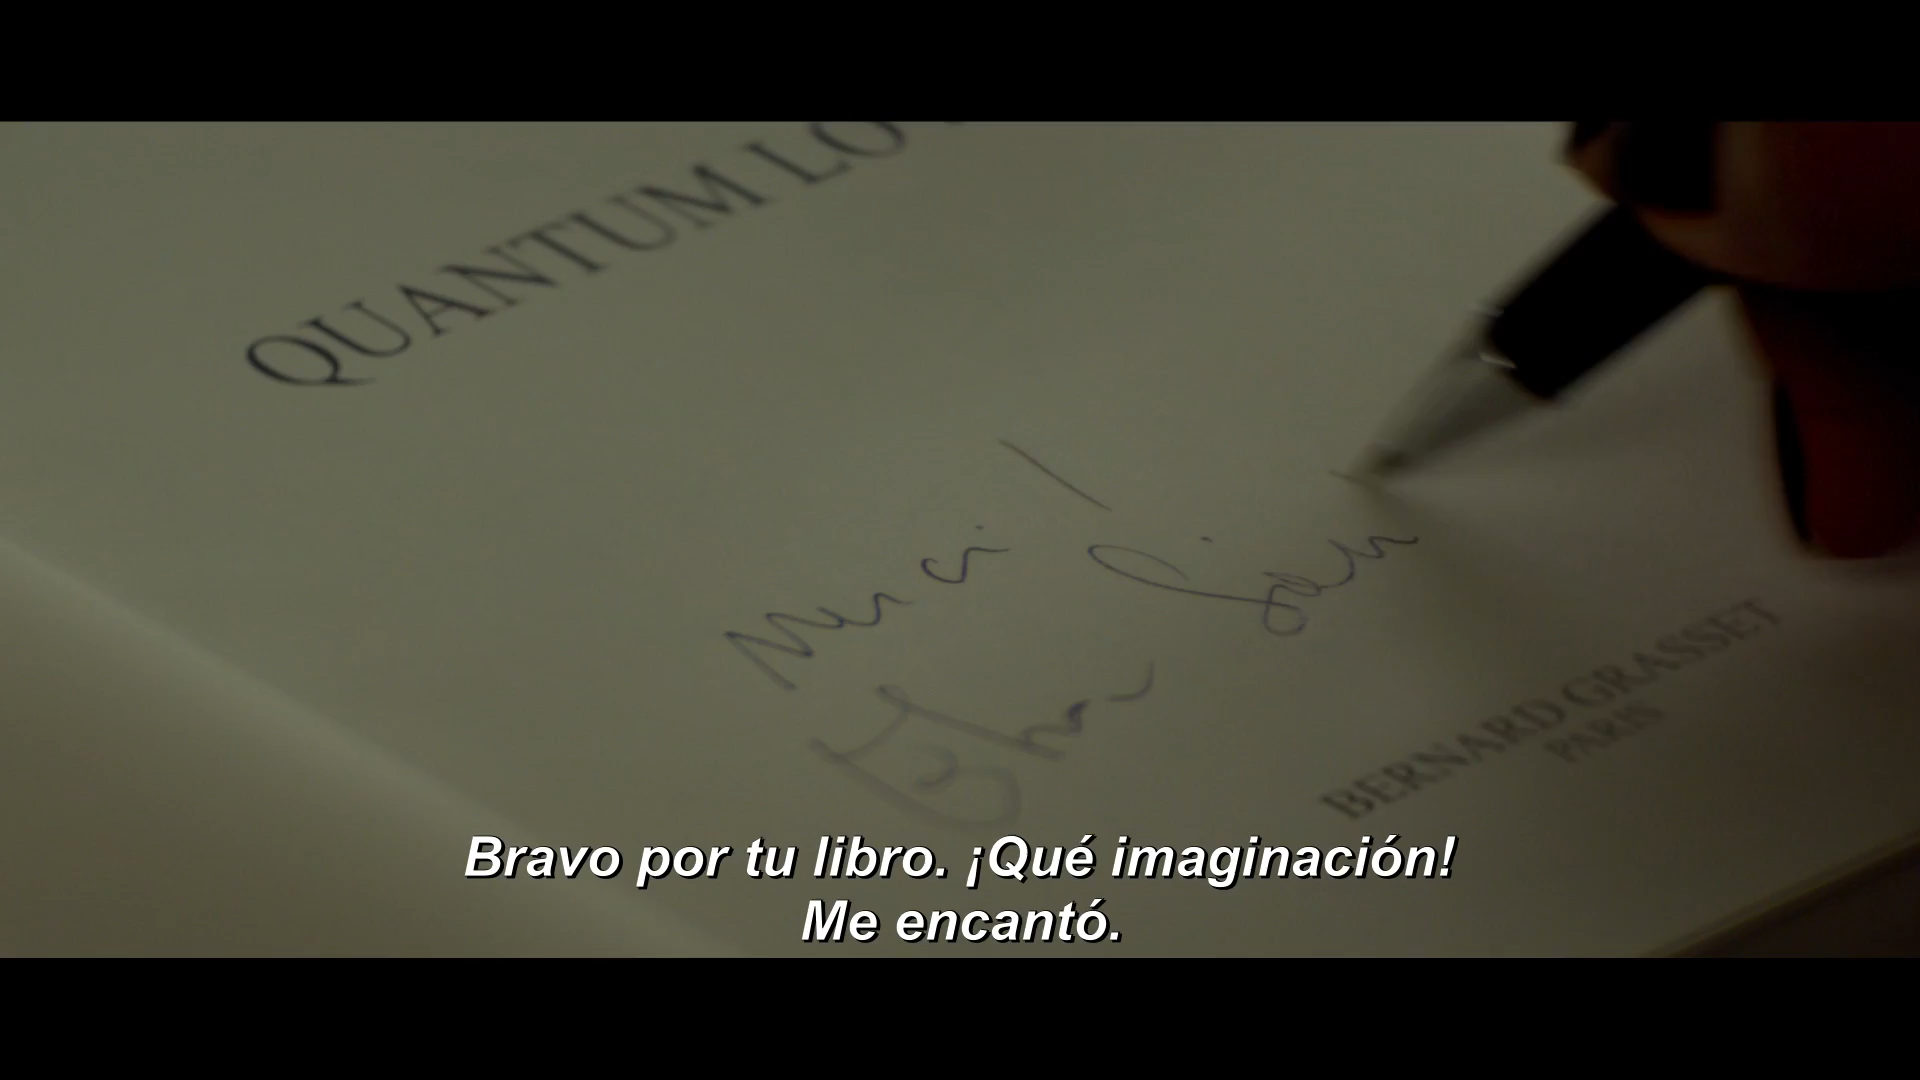 QUANTUM LO
Merci !
BERNARD GRASSET
PARIS
Bravo por tu libro. ¡Qué imaginación!
Me encantó.